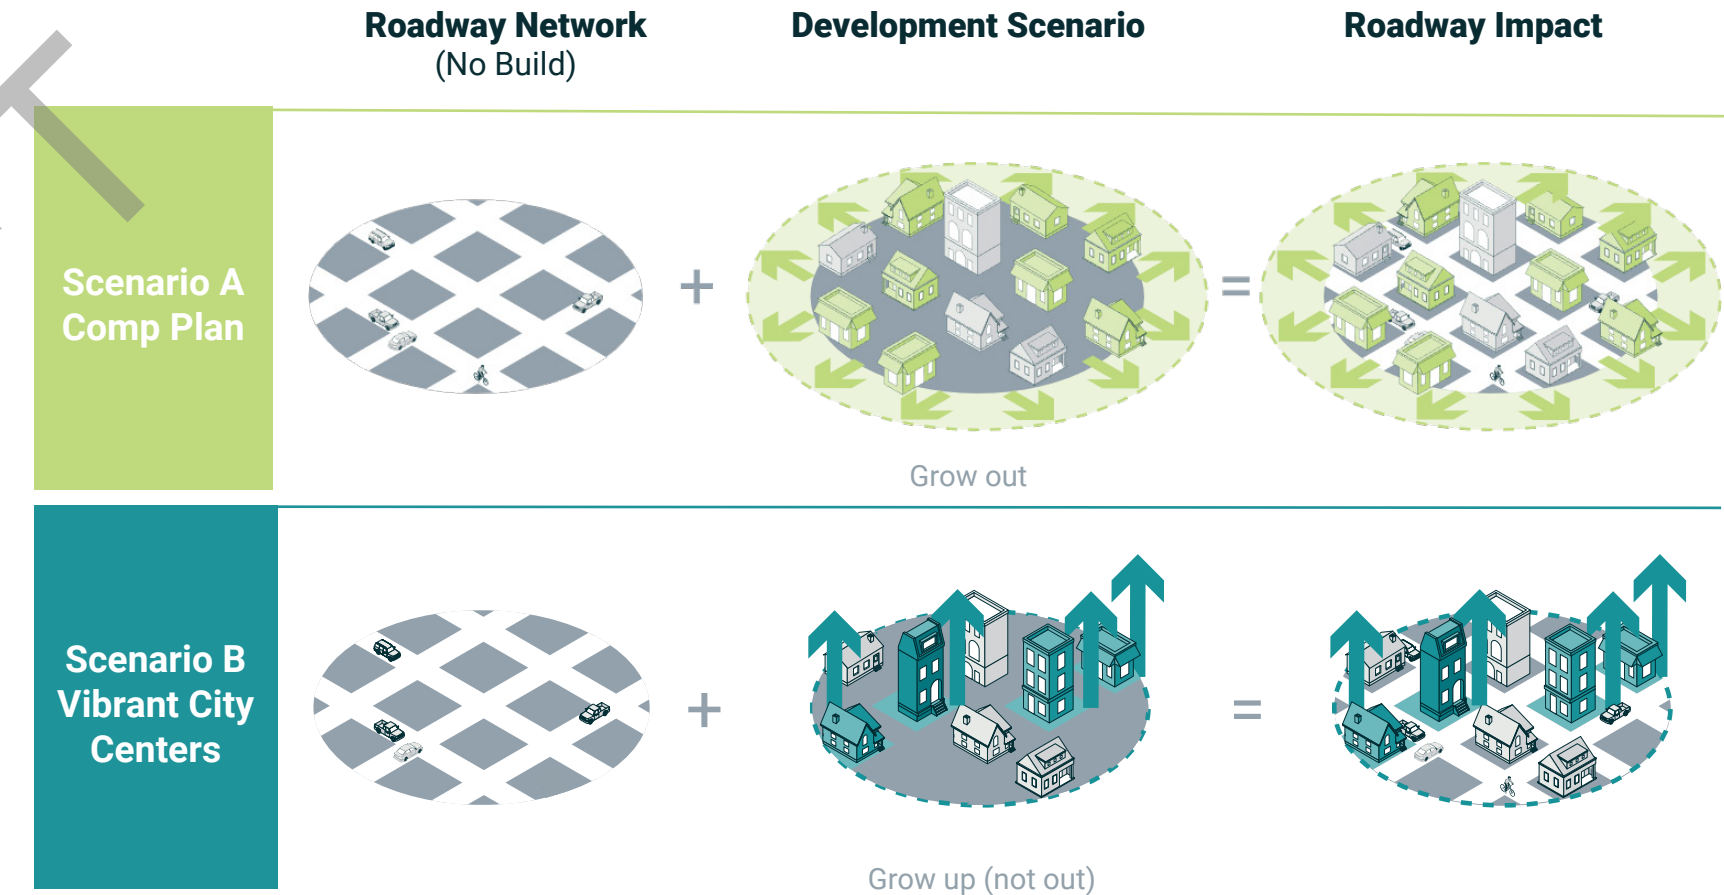 Roadway Network
(No Build)
Development Scenario
Roadway Impact
Scenario A
Comp Plan
Grow out
Scenario B
Vibrant City
Centers
Grow up (not out)